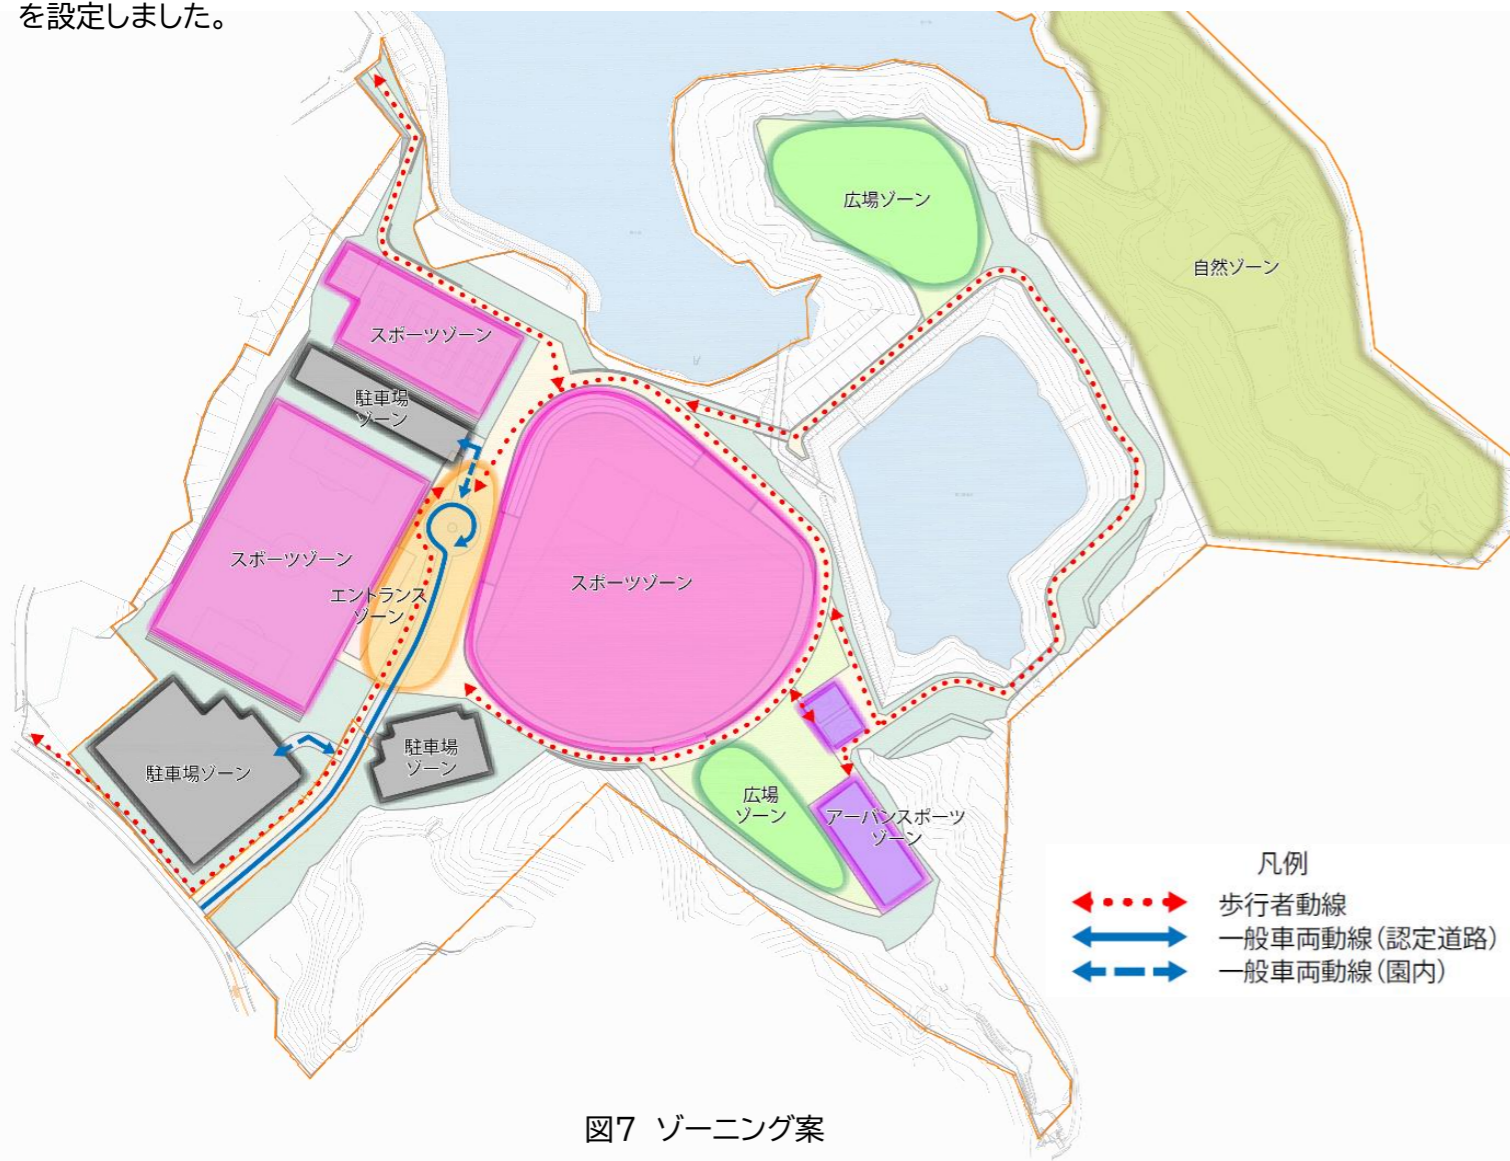 を設定しました。
広場ゾーン
自然ゾーン
スポーツゾーン
駐車場
ゾーン
スポーツゾーン
スポーツゾーン
エントランス
ゾーン
駐車場
ゾーン
駐車場ゾーン
広場
ゾーン
アーバンスポーツ
ゾーン
凡例
歩行者動線
一般車両動線(認定道路)
一般車両動線(園内)
図7 ゾーニング案